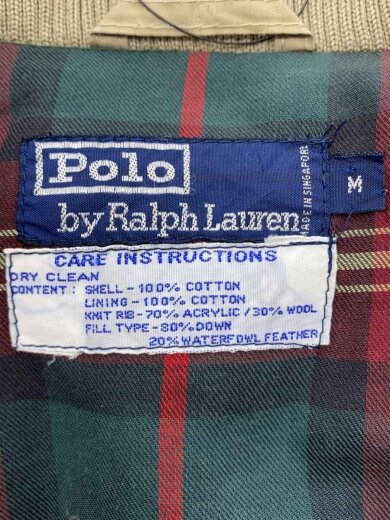 Polo
by Ralph Lauren
MADE IN SINGAPORE
M
CARE INSTRUCTIONS
DRY CLEAN
CONTENT: SHELL-100% COTTON
LINING-100% COTTON
KNIT RIB-70% ACRYLIC/30% WOOL
FILL TYPE-80% DOWN
20% WATERFOWL FEATHER